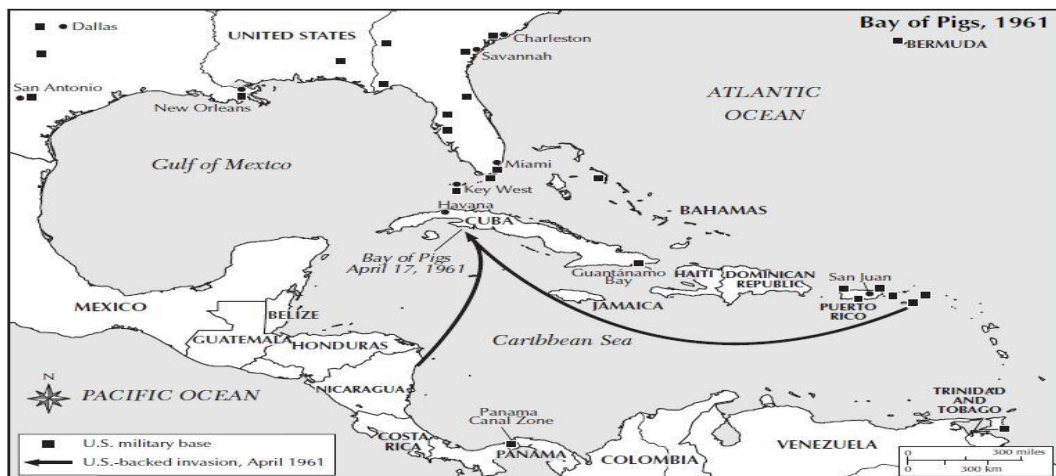 Bay of Pigs, 1961
Dallas
UNITED STATES
Charleston
Savannah
BERMUDA
San Antonio
New Orleans
ATLANTIC
OCEAN
Gulf of Mexico
Miami
Key West
Havana
CUBA
BAHAMAS
Bay of Pigs
April 17, 1961
Guantánamo
Bay
HAITI
DOMINICAN
REPUBLIC
San Juan
PUERTO
RICO
JAMAICA
MEXICO
BELIZE
GUATEMALA
HONDURAS
Caribbean Sea
NICARAGUA
N
PACIFIC OCEAN
TRINIDAD
AND
TOBAGO
Panama
Canal Zone
COSTA
RICA
PANAMA
COLOMBIA
VENEZUELA
U.S. military base
U.S.-backed invasion, April 1961
0 300 miles
0 300 km